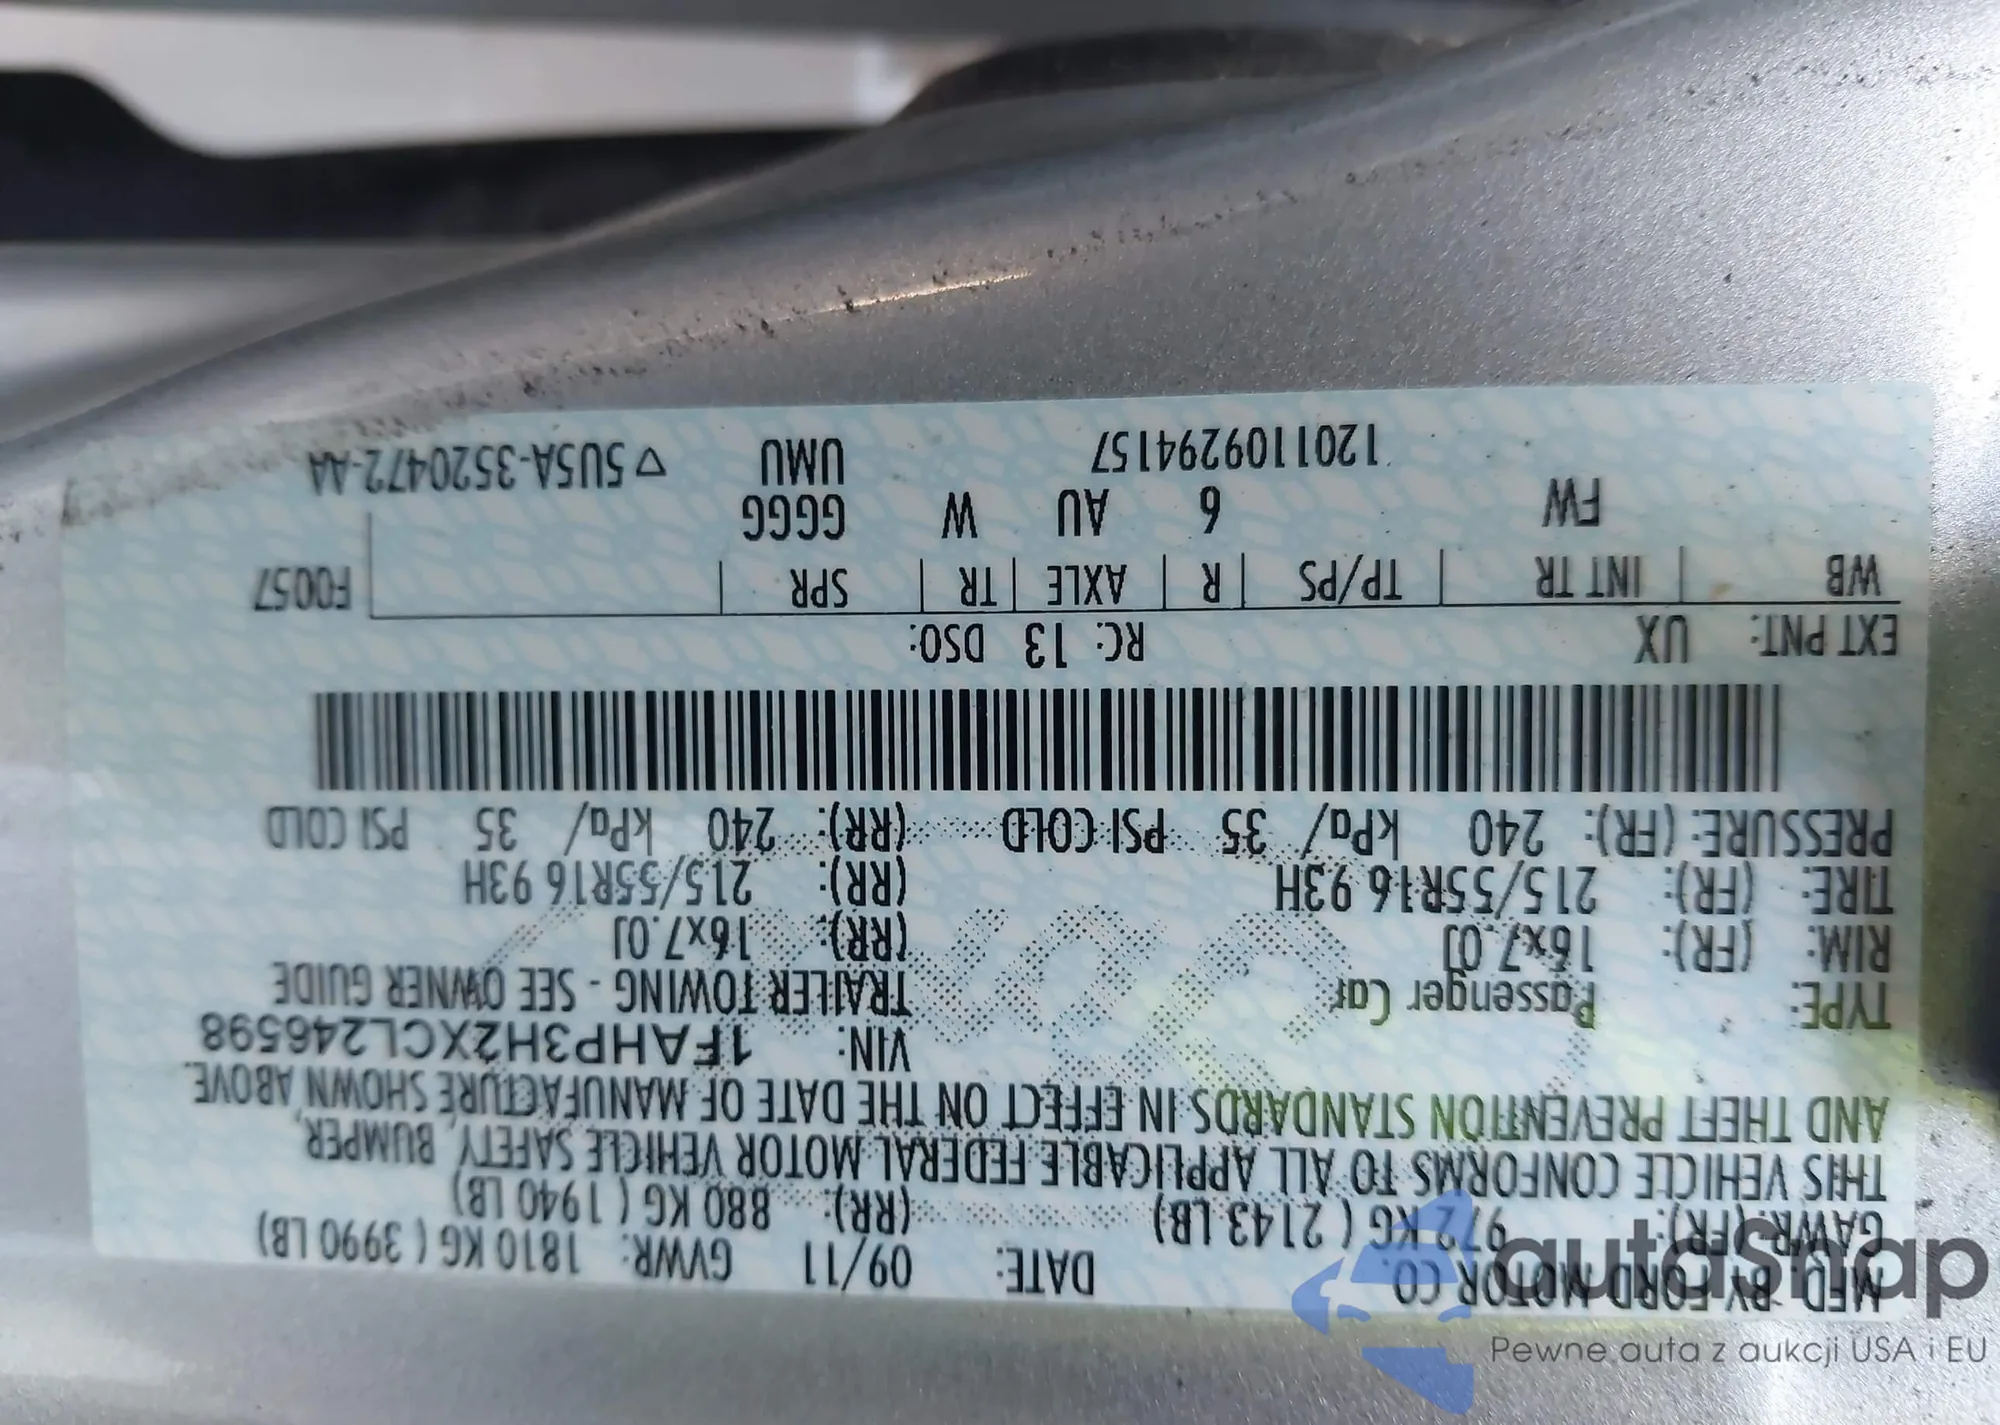 MFD. BY FORD MOTOR CO. DATE: 09/11 GVWR: 1810 KG ( 3990 LB)
GAWR: (FR): 972 KG ( 2143 LB) (RR): 880 KG ( 1940 LB)
THIS VEHICLE CONFORMS TO ALL APPLICABLE FEDERAL MOTOR VEHICLE SAFETY, BUMPER,
AND THEFT PREVENTION STANDARDS IN EFFECT ON THE DATE OF MANUFACTURE SHOWN ABOVE.
VIN: 1FAHP3H2XCL246598
TYPE: Passenger Car TRAILER TOWING - SEE OWNER GUIDE
RIM: (FR): 16x7.0J (RR): 16x7.0J
TIRE: (FR): 215/55R16 93H (RR): 215/55R16 93H
PRESSURE: (FR): 240 kPa/ 35 PSI COLD (RR): 240 kPa/ 35 PSI COLD
EXT PNT: UX RC: 13 DSO:
WB INT TR TP/PS R AXLE TR SPR F0057
FW 6 AU W GGGG
1201109294157 UMU ▽ 5U5A-3520472-AA
autaSnap
Pewne auta z aukcji USA i EU